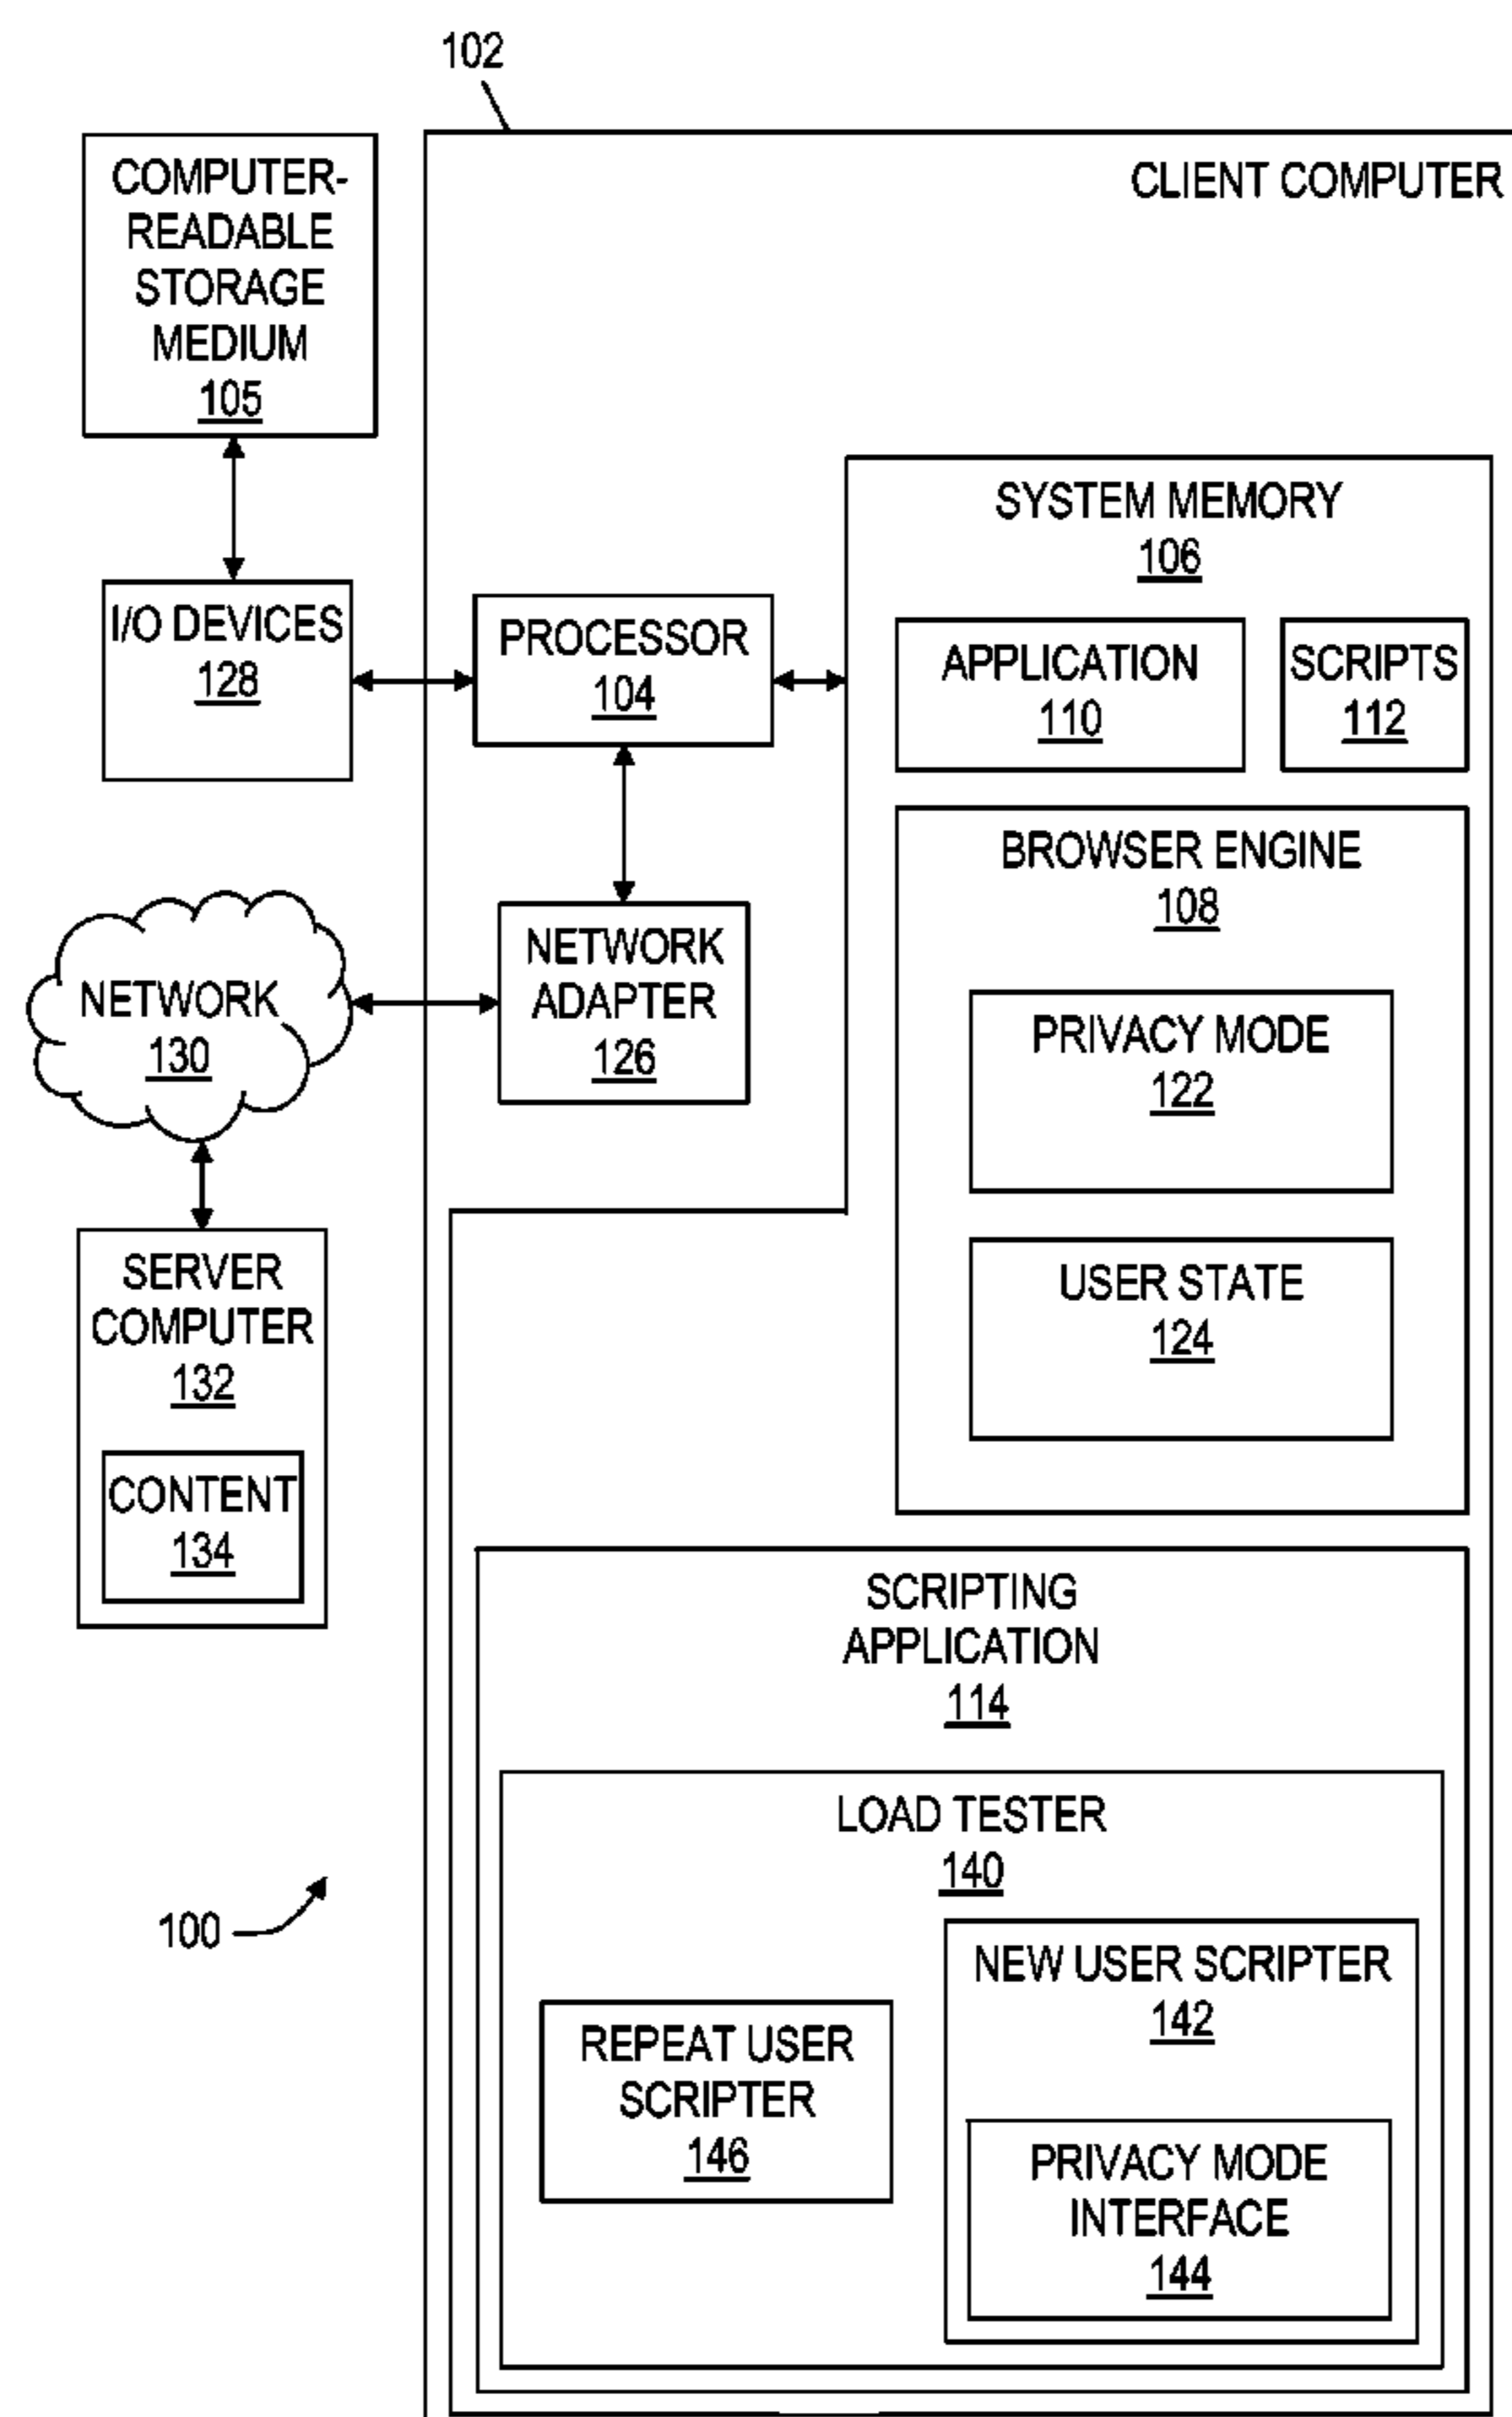 102
CLIENT COMPUTER
COMPUTER-
READABLE
STORAGE
MEDIUM
105
I/O DEVICES
128
PROCESSOR
104
SYSTEM MEMORY
106
APPLICATION
110
SCRIPTS
112
BROWSER ENGINE
108
PRIVACY MODE
122
USER STATE
124
NETWORK
ADAPTER
126
NETWORK
130
SERVER
COMPUTER
132
CONTENT
134
SCRIPTING
APPLICATION
114
LOAD TESTER
140
NEW USER SCRIPTER
142
PRIVACY MODE
INTERFACE
144
REPEAT USER
SCRIPTER
146
100